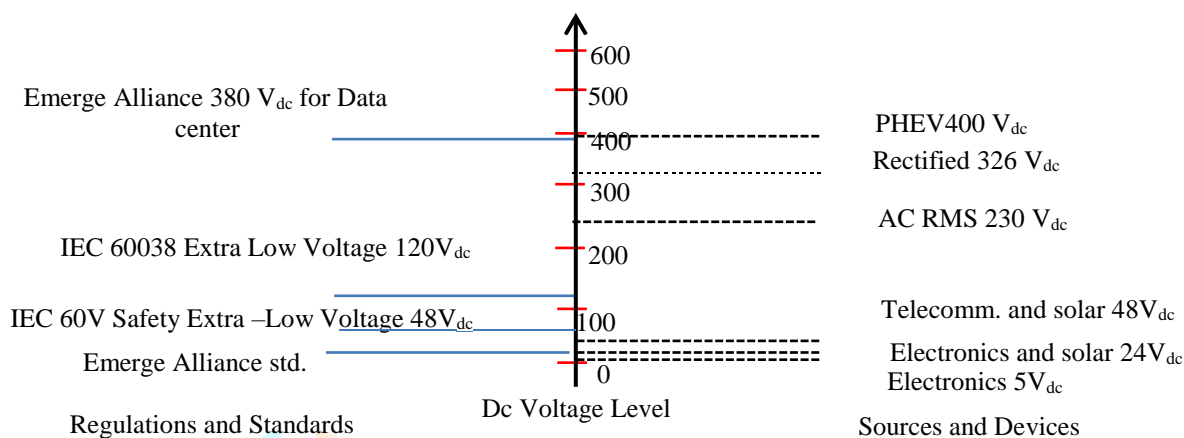 600
500
Emerge Alliance 380 Vdc for Data
center
400
PHEV400 Vdc
Rectified 326 Vdc
300
AC RMS 230 Vdc
IEC 60038 Extra Low Voltage 120Vdc
200
IEC 60V Safety Extra –Low Voltage 48Vdc
100
Telecomm. and solar 48Vdc
Emerge Alliance std.
Electronics and solar 24Vdc
0
Electronics 5Vdc
Dc Voltage Level
Regulations and Standards
Sources and Devices